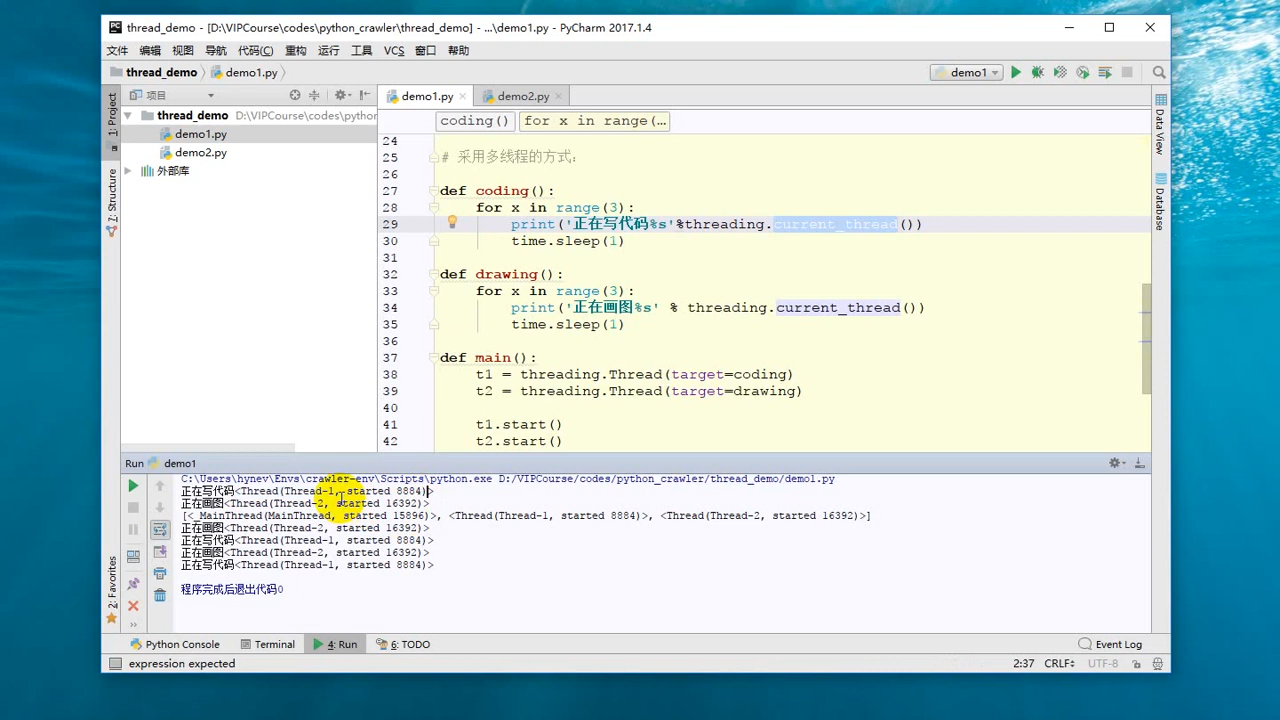 thread_demo - [D:\VIPCourse\codes\python_crawler\thread_demo] - ...\demo1.py - PyCharm 2017.1.4
文件 编辑 视图 导航 代码(C) 重构 运行 工具 VCS 窗口 帮助
thread_demo demo1.py demo1
1: Project
7: Structure
2: Favorites
项目
thread_demo D:\VIPCourse\codes\python
demo1.py
demo2.py
外部库
demo1.py demo2.py
coding() for x in range(...
24
25 # 采用多线程的方式:
26
27 def coding():
28 for x in range(3):
29 print('正在写代码%s'%threading.current_thread())
30 time.sleep(1)
31
32 def drawing():
33 for x in range(3):
34 print('正在画图%s' % threading.current_thread())
35 time.sleep(1)
36
37 def main():
38 t1 = threading.Thread(target=coding)
39 t2 = threading.Thread(target=drawing)
40
41 t1.start()
42 t2.start()
Data View
Database
Run demo1
C:\Users\hynev\Envs\crawler-env\Scripts\python.exe D:/VIPCourse/codes/python_crawler/thread_demo/demo1.py
正在写代码<Thread(Thread-1, started 8884)>
正在画图<Thread(Thread-2, started 16392)>
[<_MainThread(MainThread, started 15896)>, <Thread(Thread-1, started 8884)>, <Thread(Thread-2, started 16392)>]
正在画图<Thread(Thread-2, started 16392)>
正在写代码<Thread(Thread-1, started 8884)>
正在画图<Thread(Thread-2, started 16392)>
正在写代码<Thread(Thread-1, started 8884)>
程序完成后退出代码0
Python Console Terminal 4: Run 6: TODO Event Log
expression expected 2:37 CRLF UTF-8